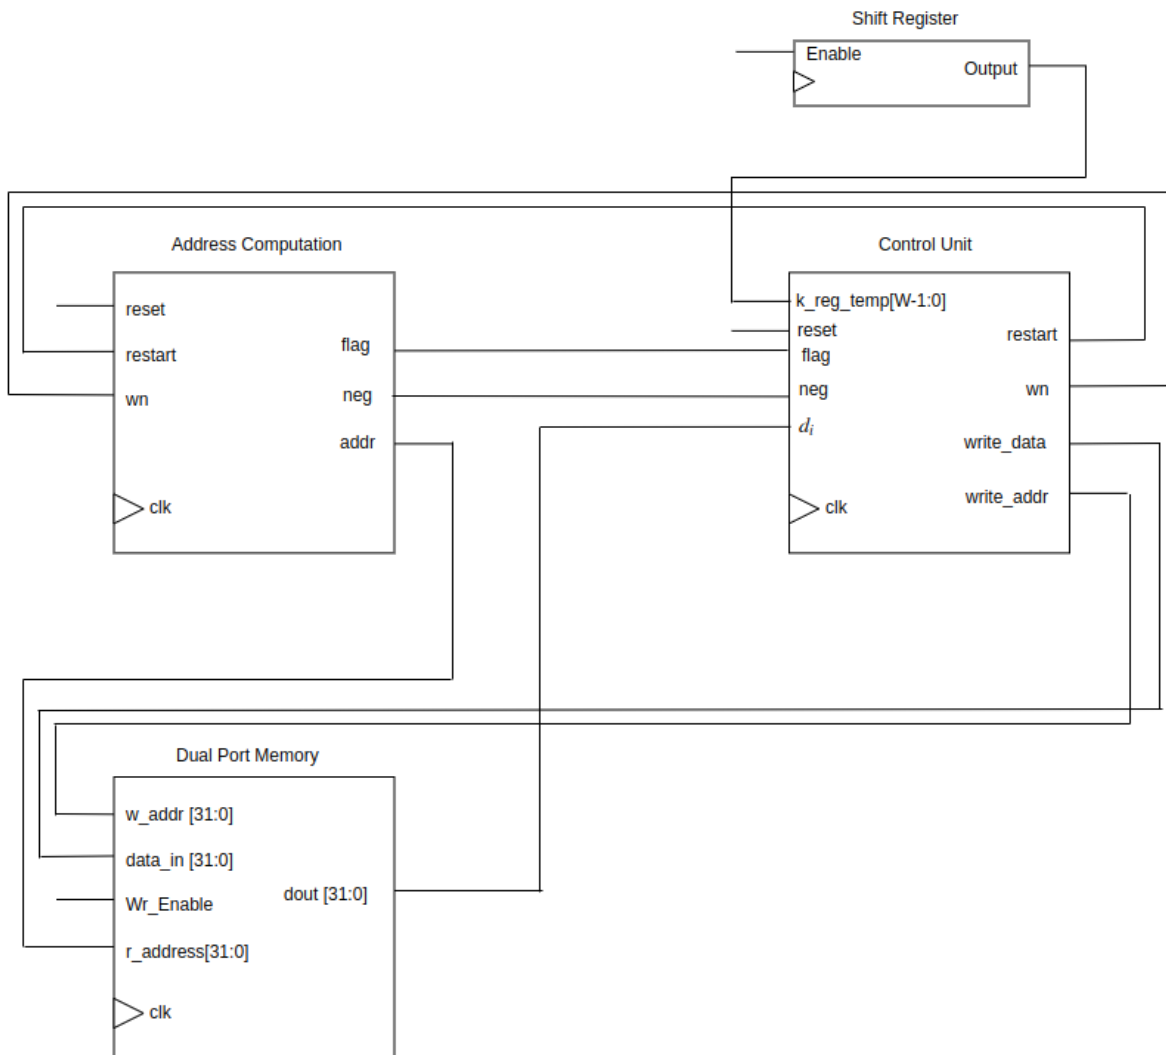 Shift Register
Enable
Output
Address Computation
reset
restart
wn
flag
neg
addr
clk
Control Unit
k_reg_temp[W-1:0]
reset
flag
neg
d_i
clk
restart
wn
write_data
write_addr
Dual Port Memory
w_addr [31:0]
data_in [31:0]
Wr_Enable
r_address[31:0]
dout [31:0]
clk